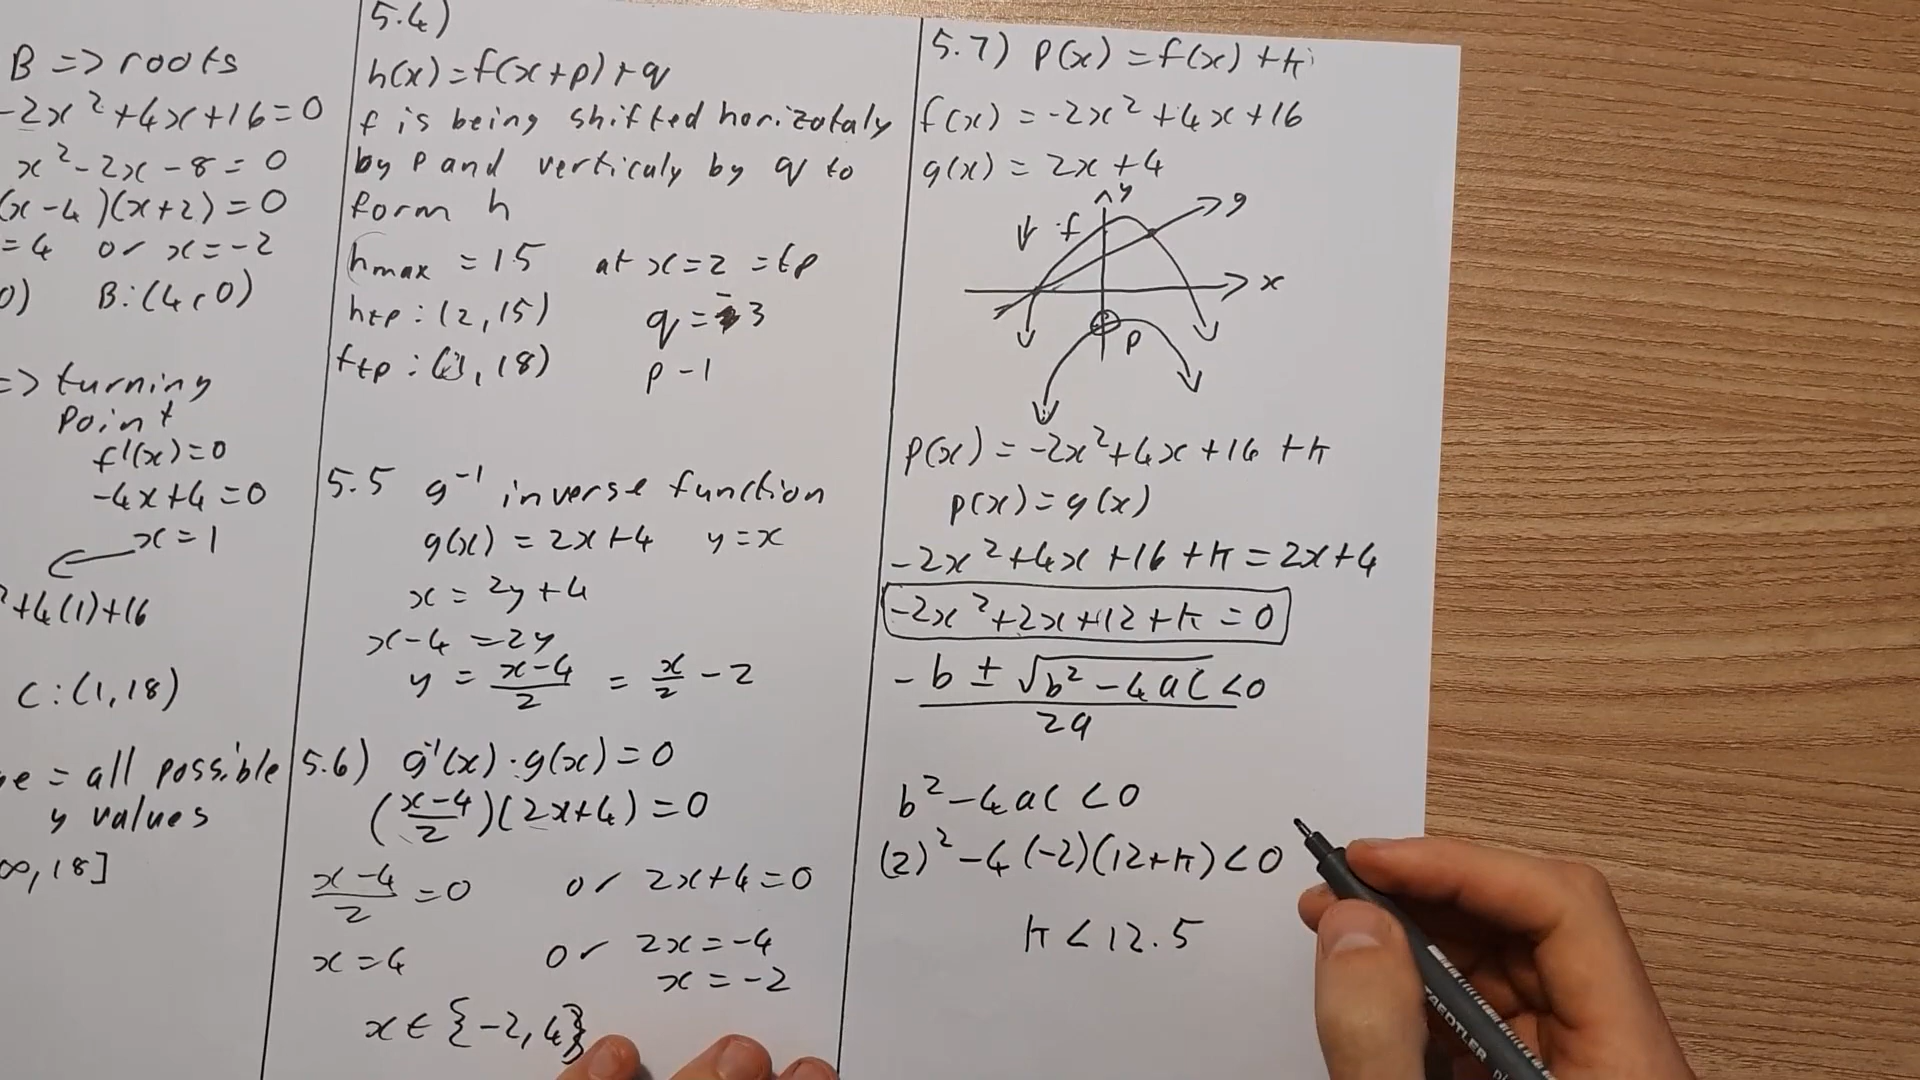 B => roots
-2x²+4x+16=0
x²-2x-8=0
(x-4)(x+2)=0
=4 or x=-2
0) B:(4,0)
=> turning
Point
f'(x)=0
-4x+4=0
x=1
²+4(1)+16
C:(1,18)
e = all possible
y values
∞,18]
5.4)
h(x)=f(x+p)+q
f is being shifted horizotaly
by p and verticuly by q to
form h
hmax = 15 at x=2 = tp
htp : (2,15) q = -3
ftp : (1,18) p - 1
5.5 g⁻¹ inverse function
g(x) = 2x+4 y=x
x = 2y+4
x-4 = 2y
y = (x-4)/2 = x/2 - 2
5.6) g⁻¹(x)·g(x)=0
((x-4)/2)(2x+4)=0
(x-4)/2 =0 or 2x+4=0
x=4 or 2x=-4
x=-2
x∈{-2,4}
5.7) p(x)=f(x)+k
f(x)=-2x²+4x+16
g(x)=2x+4
y
g
f
x
p
p(x)=-2x²+4x+16+k
p(x)=g(x)
-2x²+4x+16+k=2x+4
-2x²+2x+12+k=0
(-b±√(b²-4ac))/2a <0
b²-4ac<0
(2)²-4(-2)(12+k)<0
k<12.5
STAEDTLER